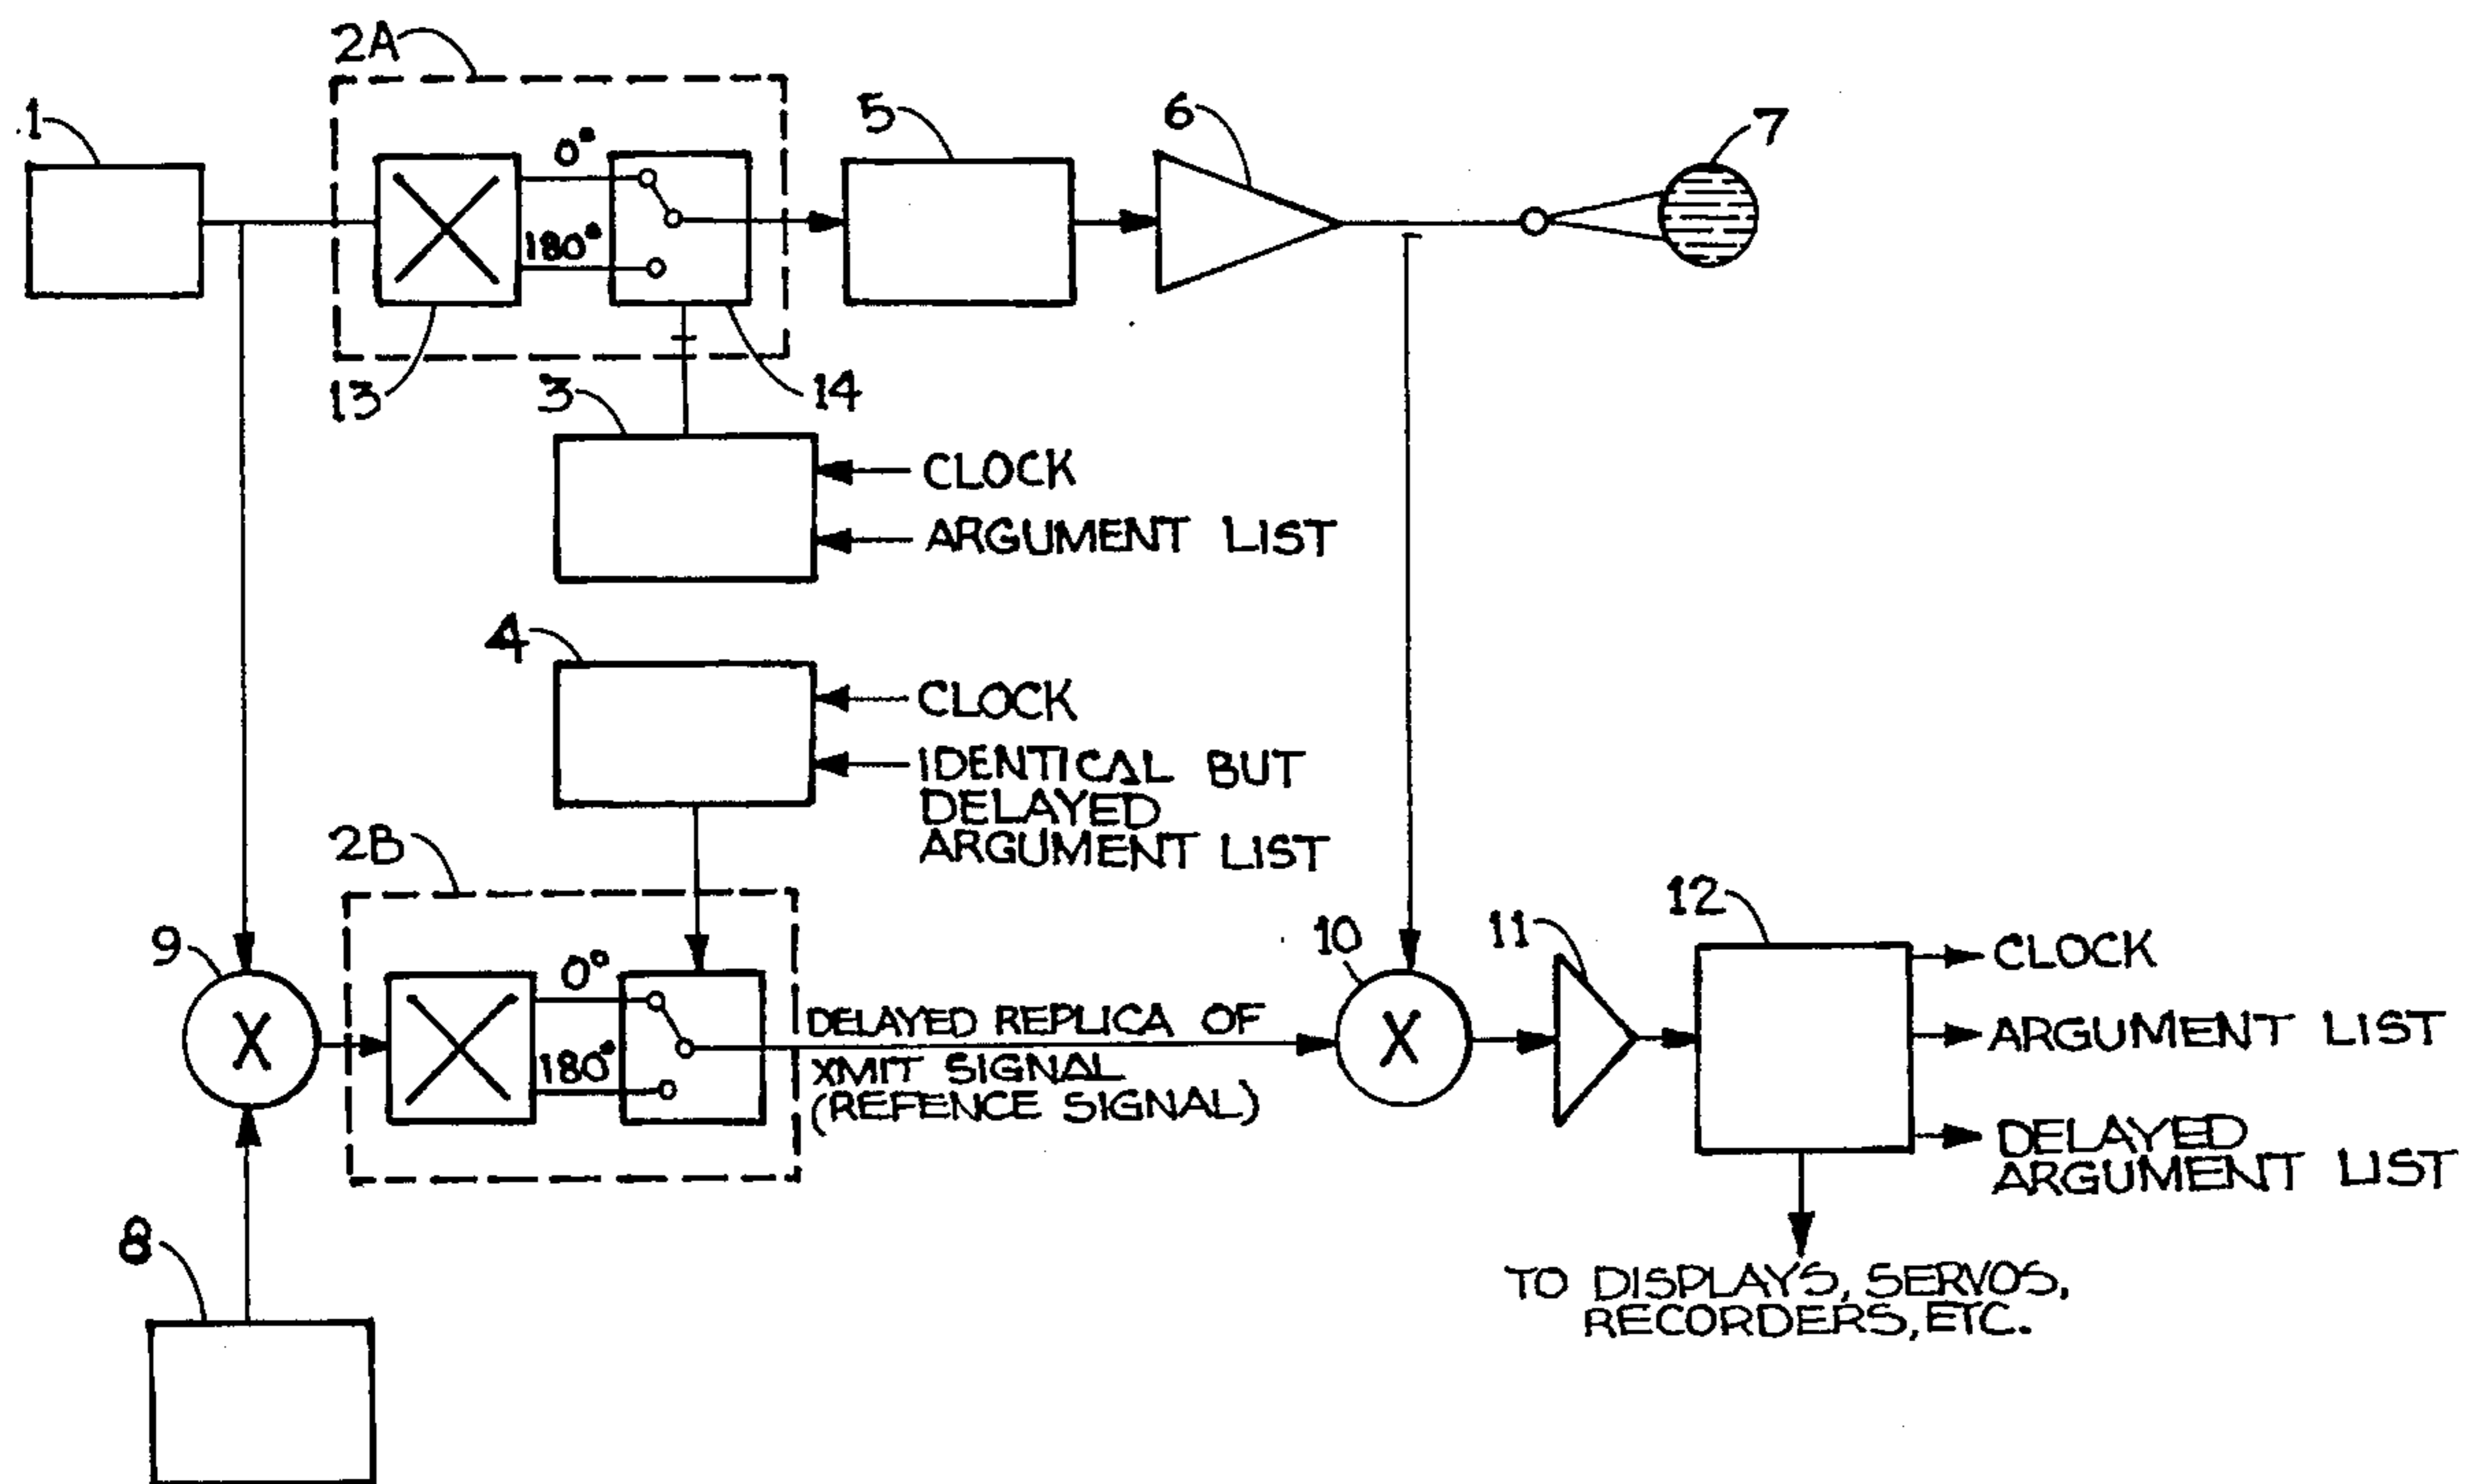 2A
1
5
6
7
0°
180°
13
3
14
CLOCK
ARGUMENT LIST
4
CLOCK
IDENTICAL BUT
DELAYED
ARGUMENT LIST
2B
9
X
0°
180°
DELAYED REPLICA OF
XMIT SIGNAL
(REFENCE SIGNAL)
10
X
11
12
CLOCK
ARGUMENT LIST
DELAYED
ARGUMENT LIST
8
TO DISPLAYS, SERVOS,
RECORDERS, ETC.